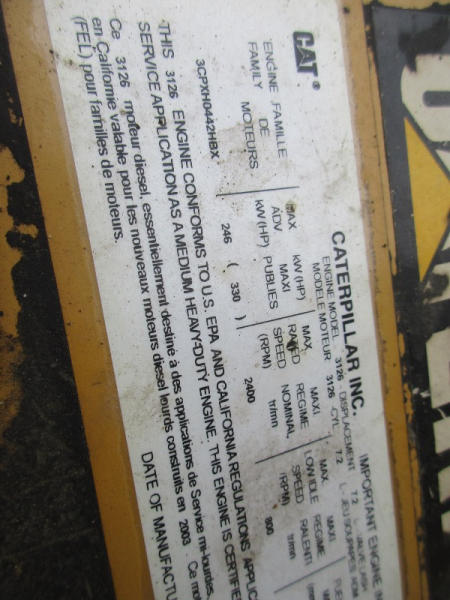 CAT®
CATERPILLAR INC.
IMPORTANT ENGINE
ENGINE MODEL 3126 DISPLACEMENT 7.2 L
MODELE MOTEUR 3126 CYL. 7.2 L
ENGINE FAMILLE MAX MAXI MAX. MAXI MAX. MAXI
FAMILY DE ADV kW(HP) RATED REGIME LOW IDLE REGIME
MOTEURS kW(HP) PUBLIES SPEED NOMINAL SPEED RALENTI
(RPM) tr/mn (RPM) tr/mn
3CPXH0442HBX 246 ( 330 ) 2400 800
THIS 3126 ENGINE CONFORMS TO U.S. EPA AND CALIFORNIA REGULATIONS
SERVICE APPLICATION AS A MEDIUM HEAVY-DUTY ENGINE. THIS ENGINE IS
Ce 3126 moteur diesel, essentiellement destiné à des applications de Service mi-lourdes.
en Californie valable pour les nouveaux moteurs diesel lourds construits en 2003. Ce
(FEL) pour familles de moteurs.
DATE OF